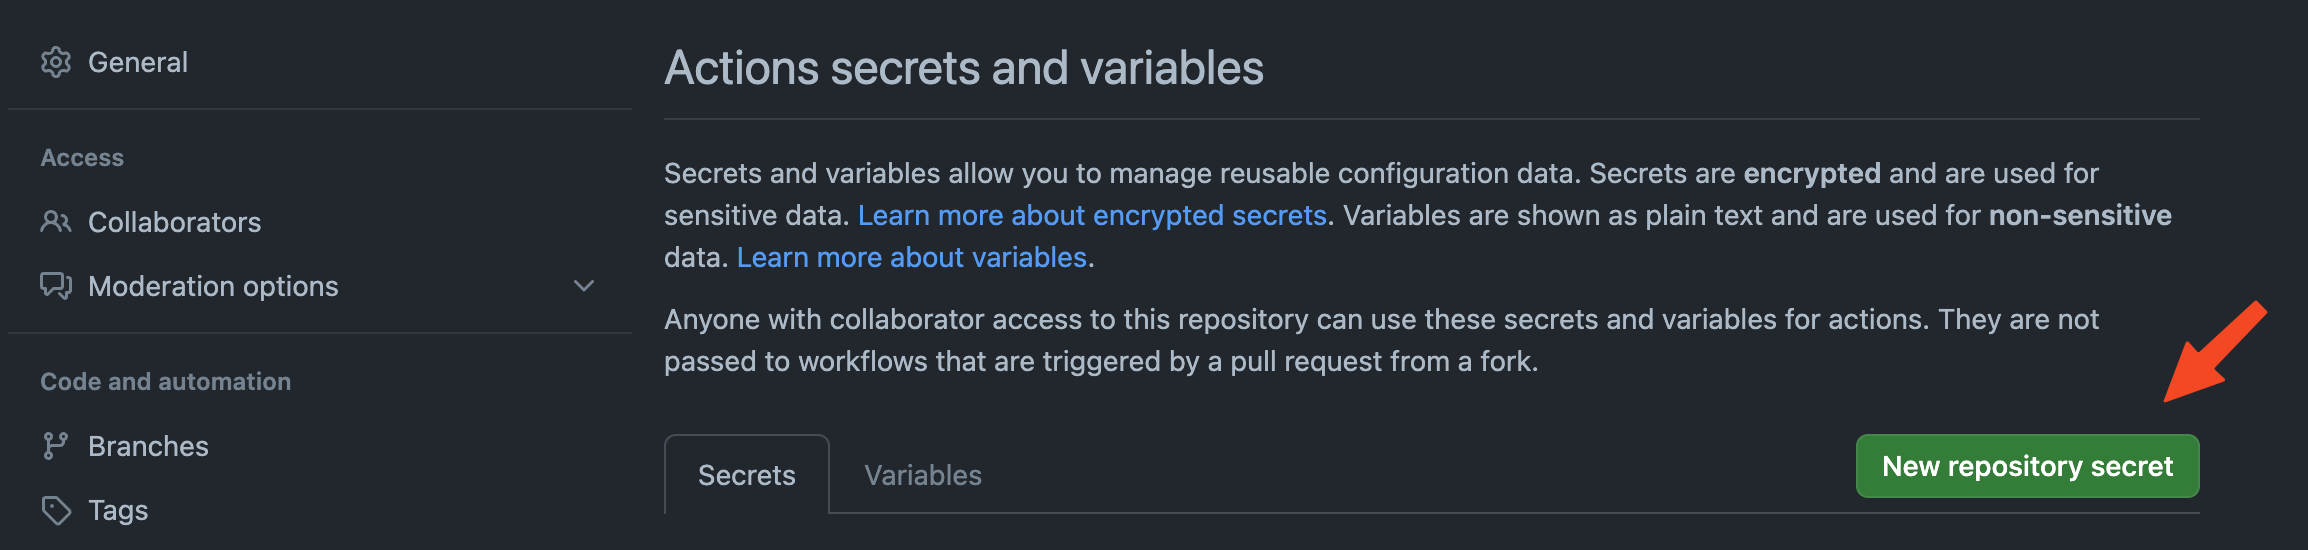 General
Access
Collaborators
Moderation options
Code and automation
Branches
Tags
Actions secrets and variables
Secrets and variables allow you to manage reusable configuration data. Secrets are encrypted and are used for
sensitive data. Learn more about encrypted secrets. Variables are shown as plain text and are used for non-sensitive
data. Learn more about variables.
Anyone with collaborator access to this repository can use these secrets and variables for actions. They are not
passed to workflows that are triggered by a pull request from a fork.
Secrets
Variables
New repository secret